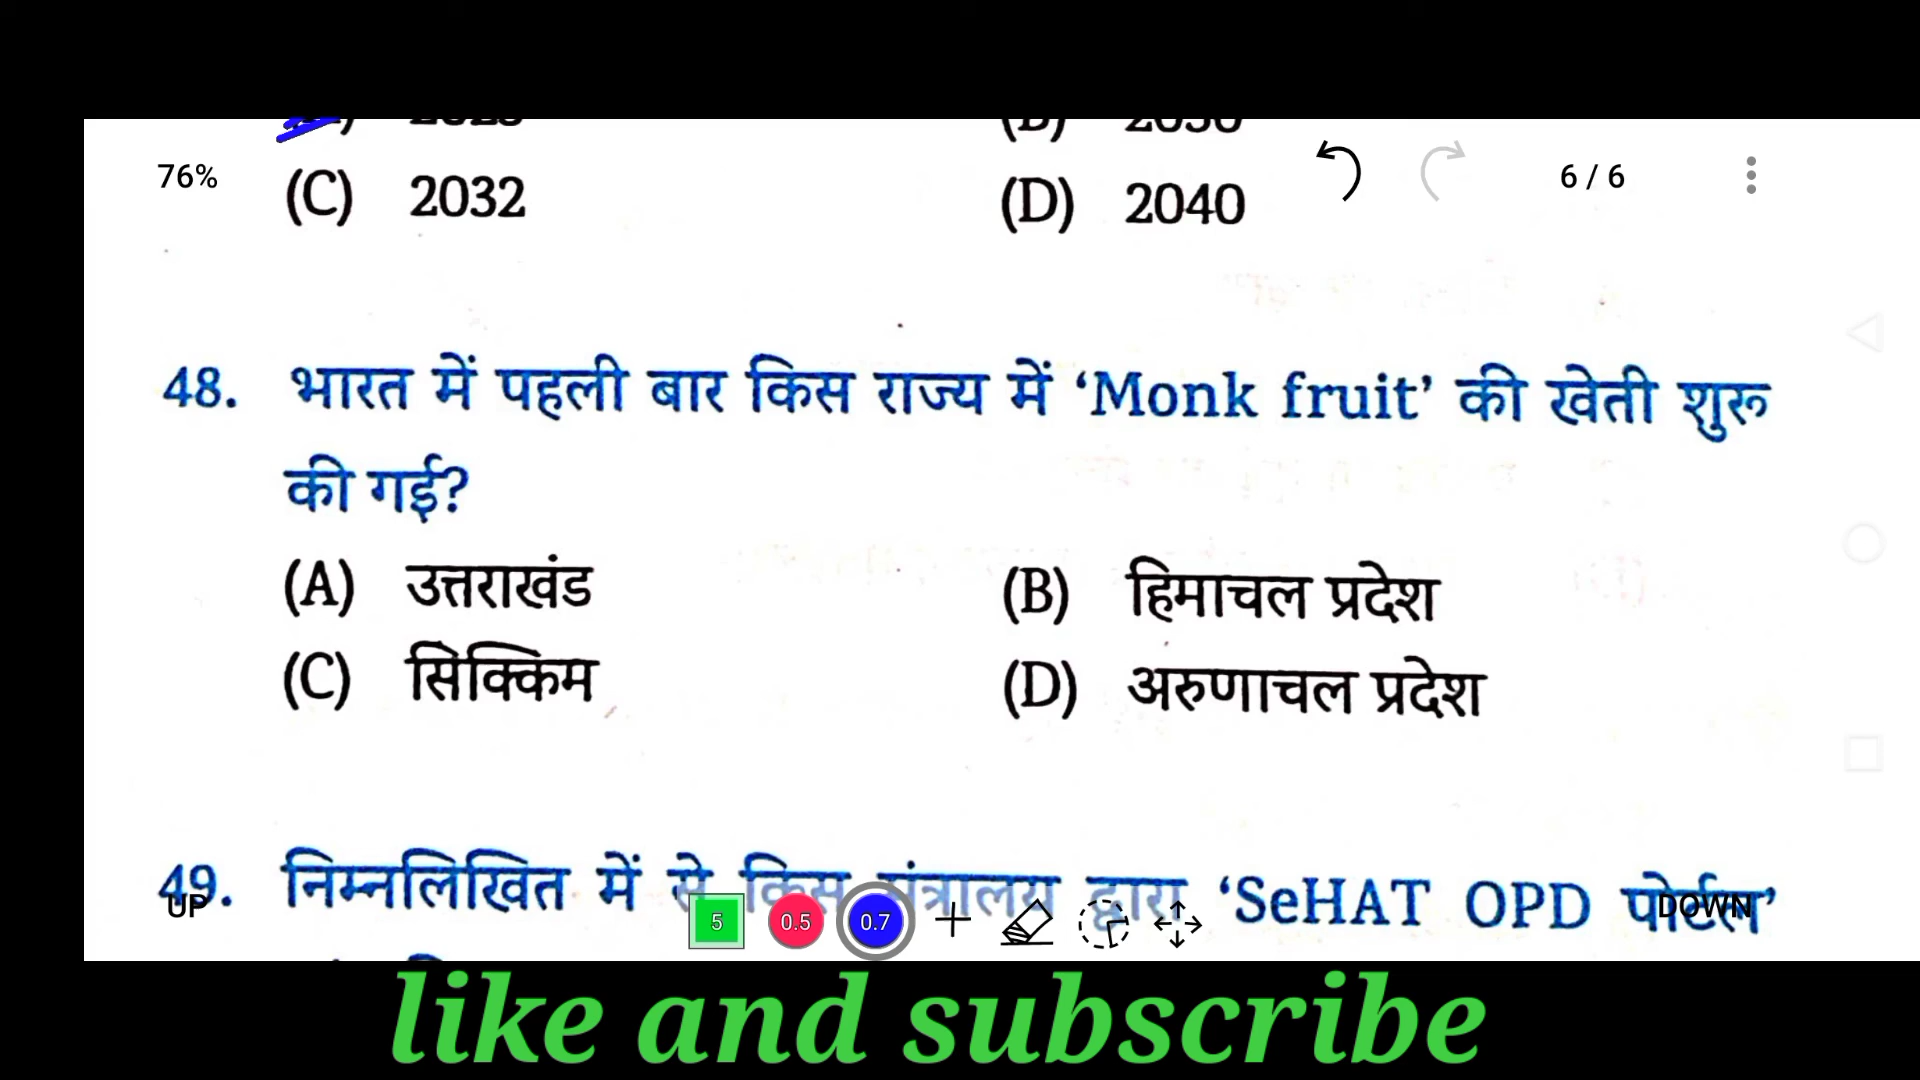 76%
(C) 2032
(D) 2040
6 / 6
48. भारत में पहली बार किस राज्य में ‘Monk fruit’ की खेती शुरू
की गई?
(A) उत्तराखंड
(B) हिमाचल प्रदेश
(C) सिक्किम
(D) अरुणाचल प्रदेश
49. निम्नलिखित में से किस मंत्रालय द्वारा ‘SeHAT OPD पोर्टल’
UP
5
0.5
0.7
DOWN
like and subscribe